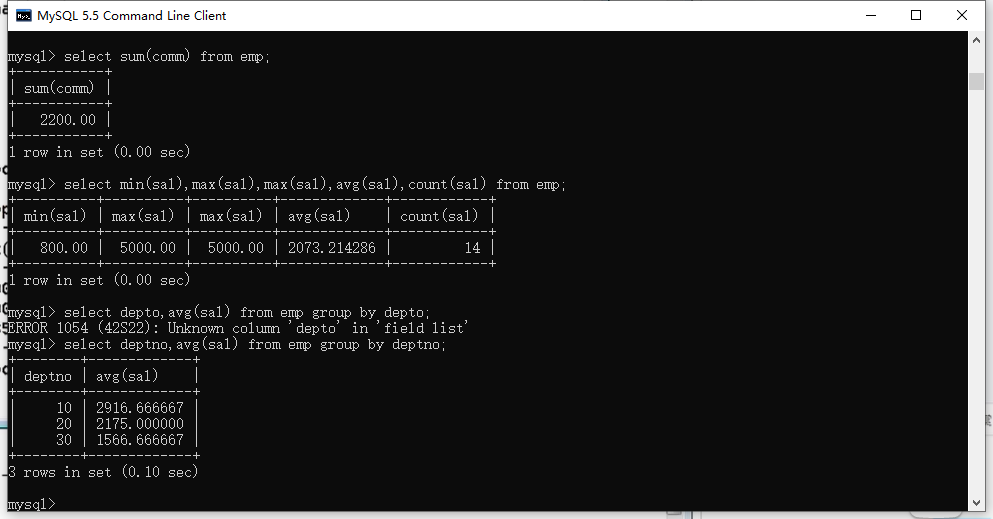 MySQL 5.5 Command Line Client
mysql> select sum(comm) from emp;
+-----------+
| sum(comm) |
+-----------+
|   2200.00 |
+-----------+
1 row in set (0.00 sec)
mysql> select min(sal),max(sal),max(sal),avg(sal),count(sal) from emp;
+----------+----------+----------+-------------+------------+
| min(sal) | max(sal) | max(sal) | avg(sal)    | count(sal) |
+----------+----------+----------+-------------+------------+
|   800.00 |  5000.00 |  5000.00 | 2073.214286 |         14 |
+----------+----------+----------+-------------+------------+
1 row in set (0.00 sec)
mysql> select depto,avg(sal) from emp group by depto;
ERROR 1054 (42S22): Unknown column 'depto' in 'field list'
mysql> select deptno,avg(sal) from emp group by deptno;
+--------+-------------+
| deptno | avg(sal)    |
+--------+-------------+
|     10 | 2916.666667 |
|     20 | 2175.000000 |
|     30 | 1566.666667 |
+--------+-------------+
3 rows in set (0.10 sec)
mysql>